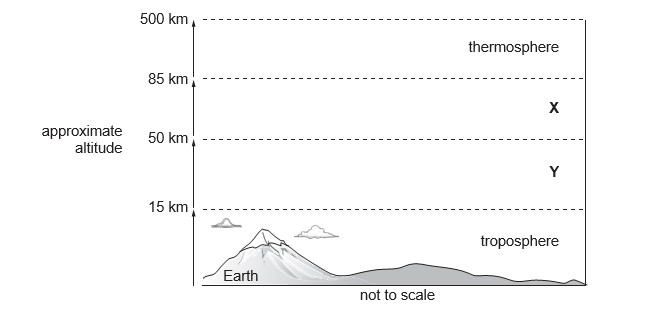 500 km
thermosphere
85 km
X
approximate
altitude
50 km
Y
15 km
troposphere
Earth
not to scale